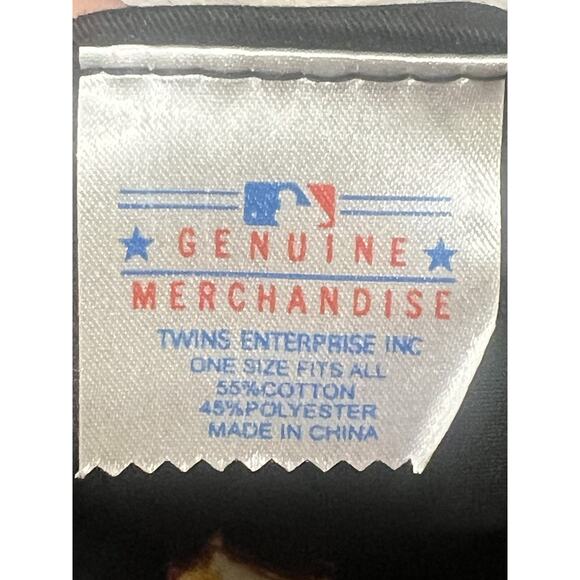 GENUINE
MERCHANDISE
TWINS ENTERPRISE INC
ONE SIZE FITS ALL
55%COTTON
45%POLYESTER
MADE IN CHINA